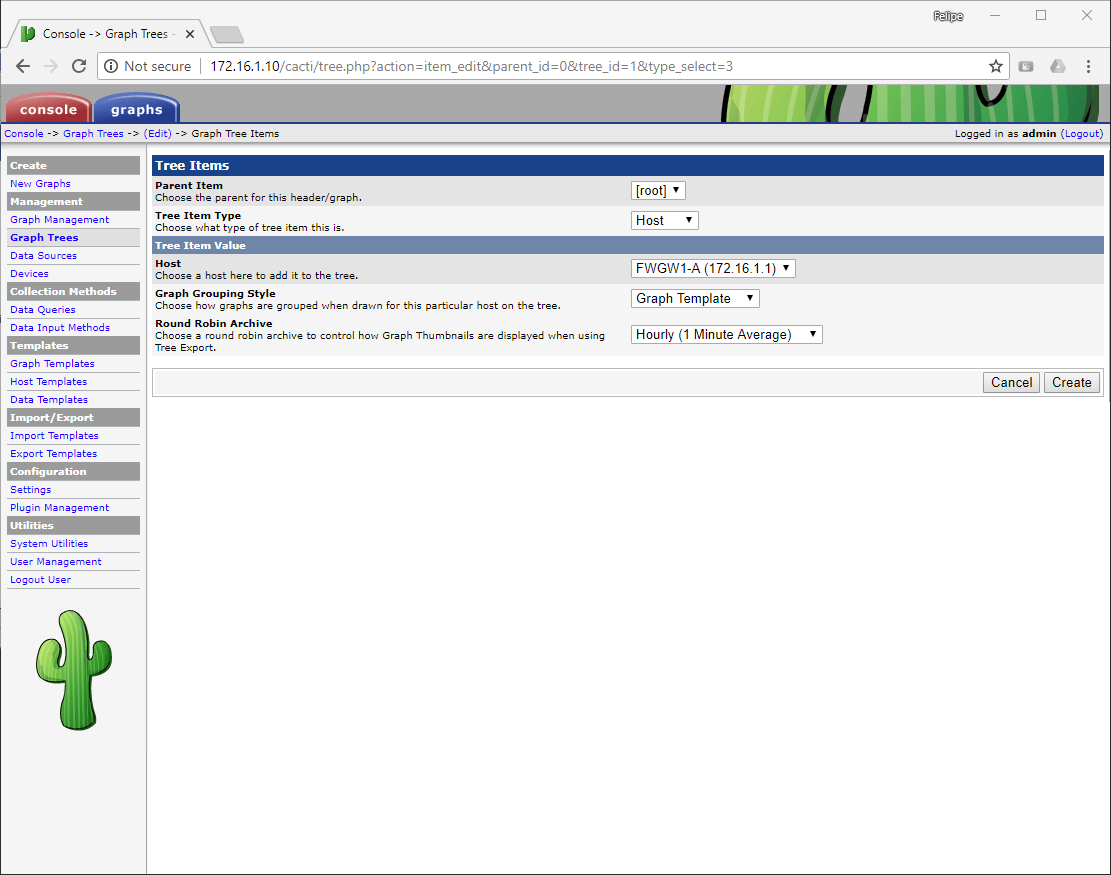 Felipe
Console -> Graph Trees -
Not secure 172.16.1.10/cacti/tree.php?action=item_edit&parent_id=0&tree_id=1&type_select=3
console graphs
Console -> Graph Trees -> (Edit) -> Graph Tree Items Logged in as admin (Logout)
Create
New Graphs
Management
Graph Management
Graph Trees
Data Sources
Devices
Collection Methods
Data Queries
Data Input Methods
Templates
Graph Templates
Host Templates
Data Templates
Import/Export
Import Templates
Export Templates
Configuration
Settings
Plugin Management
Utilities
System Utilities
User Management
Logout User
Tree Items
Parent Item
Choose the parent for this header/graph.
[root]
Tree Item Type
Choose what type of tree item this is.
Host
Tree Item Value
Host
Choose a host here to add it to the tree.
FWGW1-A (172.16.1.1)
Graph Grouping Style
Choose how graphs are grouped when drawn for this particular host on the tree.
Graph Template
Round Robin Archive
Choose a round robin archive to control how Graph Thumbnails are displayed when using
Tree Export.
Hourly (1 Minute Average)
Cancel Create